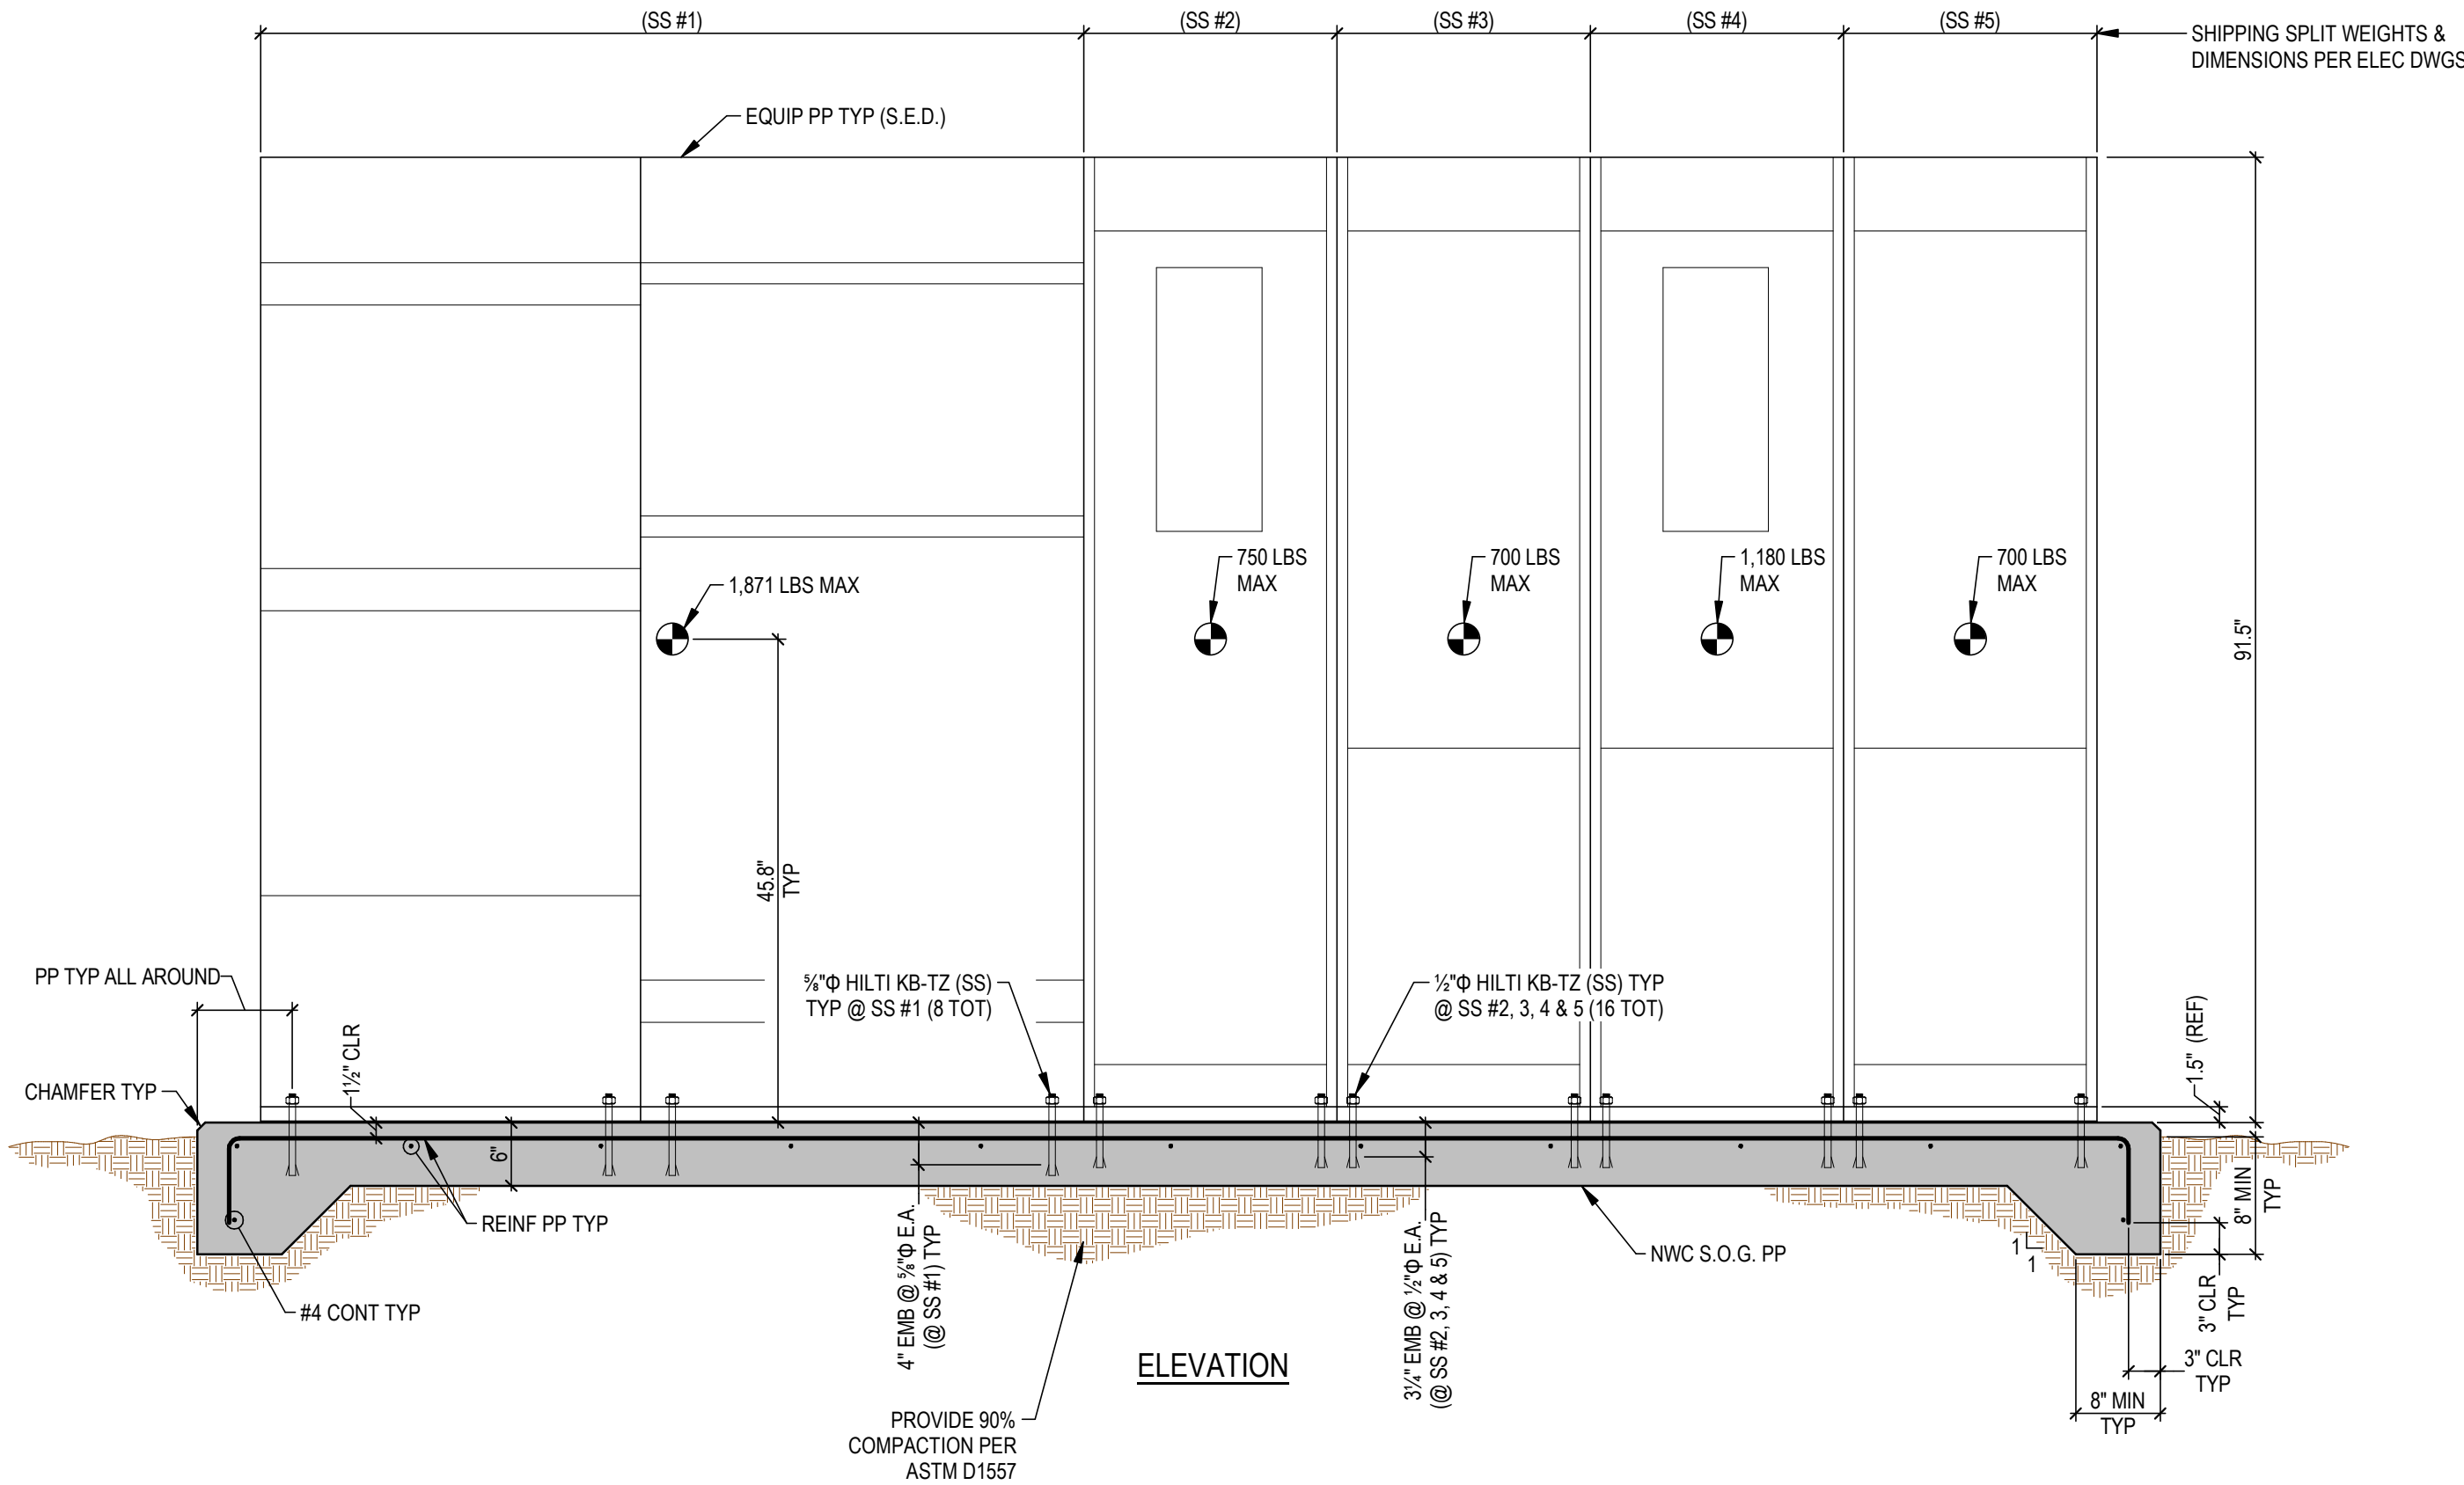 (SS #1)
(SS #2)
(SS #3)
(SS #4)
(SS #5)
SHIPPING SPLIT WEIGHTS &
DIMENSIONS PER ELEC DWGS
EQUIP PP TYP (S.E.D.)
1,871 LBS MAX
750 LBS
MAX
700 LBS
MAX
1,180 LBS
MAX
700 LBS
MAX
91.5"
45.8"
TYP
PP TYP ALL AROUND
⅝"Φ HILTI KB-TZ (SS)
TYP @ SS #1 (8 TOT)
½"Φ HILTI KB-TZ (SS) TYP
@ SS #2, 3, 4 & 5 (16 TOT)
1.5" (REF)
1½" CLR
CHAMFER TYP
6"
REINF PP TYP
#4 CONT TYP
4" EMB @ ⅝"Φ E.A.
(@ SS #1) TYP
3¼" EMB @ ½"Φ E.A.
(@ SS #2, 3, 4 & 5) TYP
NWC S.O.G. PP
1
1
8" MIN
TYP
3" CLR
TYP
3" CLR
TYP
8" MIN
TYP
ELEVATION
PROVIDE 90%
COMPACTION PER
ASTM D1557